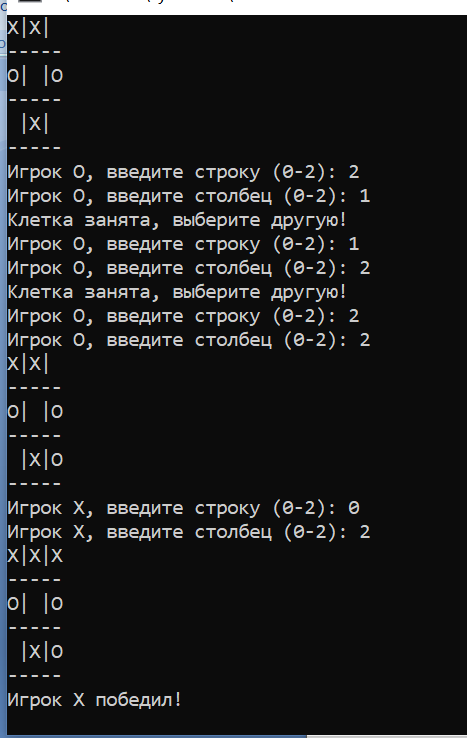 X|X|
-----
O| |O
-----
 |X|
-----
Игрок O, введите строку (0-2): 2
Игрок O, введите столбец (0-2): 1
Клетка занята, выберите другую!
Игрок O, введите строку (0-2): 1
Игрок O, введите столбец (0-2): 2
Клетка занята, выберите другую!
Игрок O, введите строку (0-2): 2
Игрок O, введите столбец (0-2): 2
X|X|
-----
O| |O
-----
 |X|O
-----
Игрок X, введите строку (0-2): 0
Игрок X, введите столбец (0-2): 2
X|X|X
-----
O| |O
-----
 |X|O
-----
Игрок X победил!